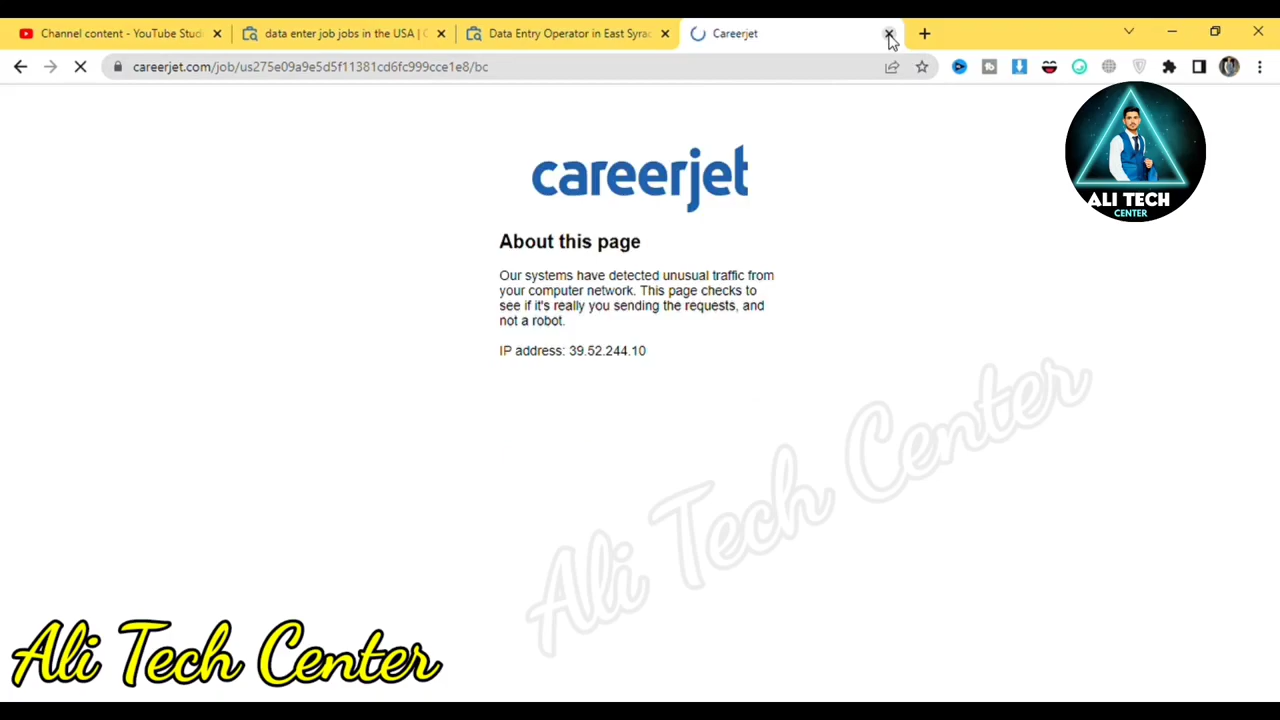 Channel content - YouTube Stud
data enter job jobs in the USA | C
Data Entry Operator in East Syrac
Careerjet
careerjet.com/job/us275e09a9e5d5f11381cd6fc999cce1e8/bc
careerjet
ALI TECH
CENTER
About this page
Our systems have detected unusual traffic from
your computer network. This page checks to
see if it's really you sending the requests, and
not a robot.
IP address: 39.52.244.10
Ali Tech Center
Ali Tech Center